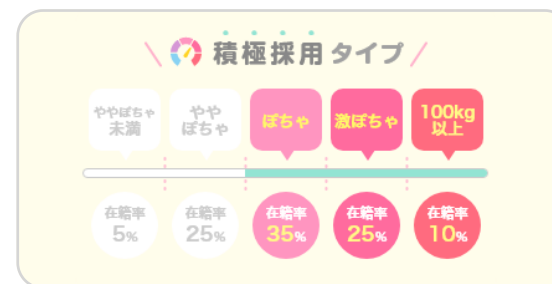 積極採用タイプ
ややぽちゃ
未満
やや
ぽちゃ
ぽちゃ
激ぽちゃ
100kg
以上
在籍率
5%
在籍率
25%
在籍率
35%
在籍率
25%
在籍率
10%